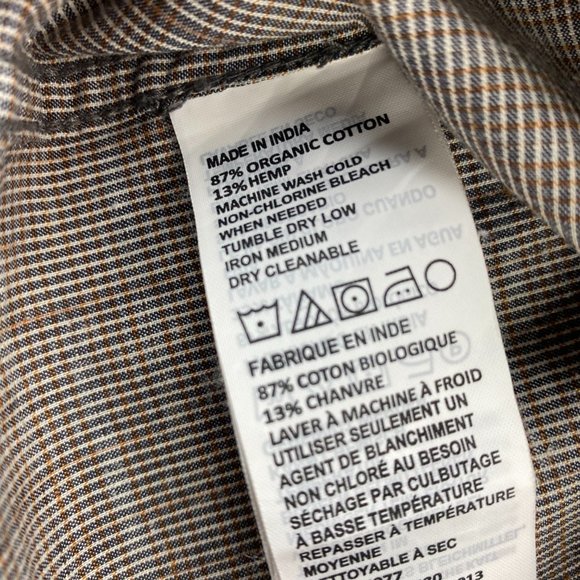 MADE IN INDIA
87% ORGANIC COTTON
13% HEMP
MACHINE WASH COLD
NON-CHLORINE BLEACH
WHEN NEEDED
TUMBLE DRY LOW
IRON MEDIUM
DRY CLEANABLE
FABRIQUE EN INDE
87% COTON BIOLOGIQUE
13% CHANVRE
LAVER À MACHINE À FROID
UTILISER SEULEMENT UN
AGENT DE BLANCHIMENT
NON CHLORÉ AU BESOIN
SÉCHAGE PAR CULBUTAGE
À BASSE TEMPÉRATURE
REPASSER À TEMPÉRATURE
MOYENNE
NETTOYABLE À SEC